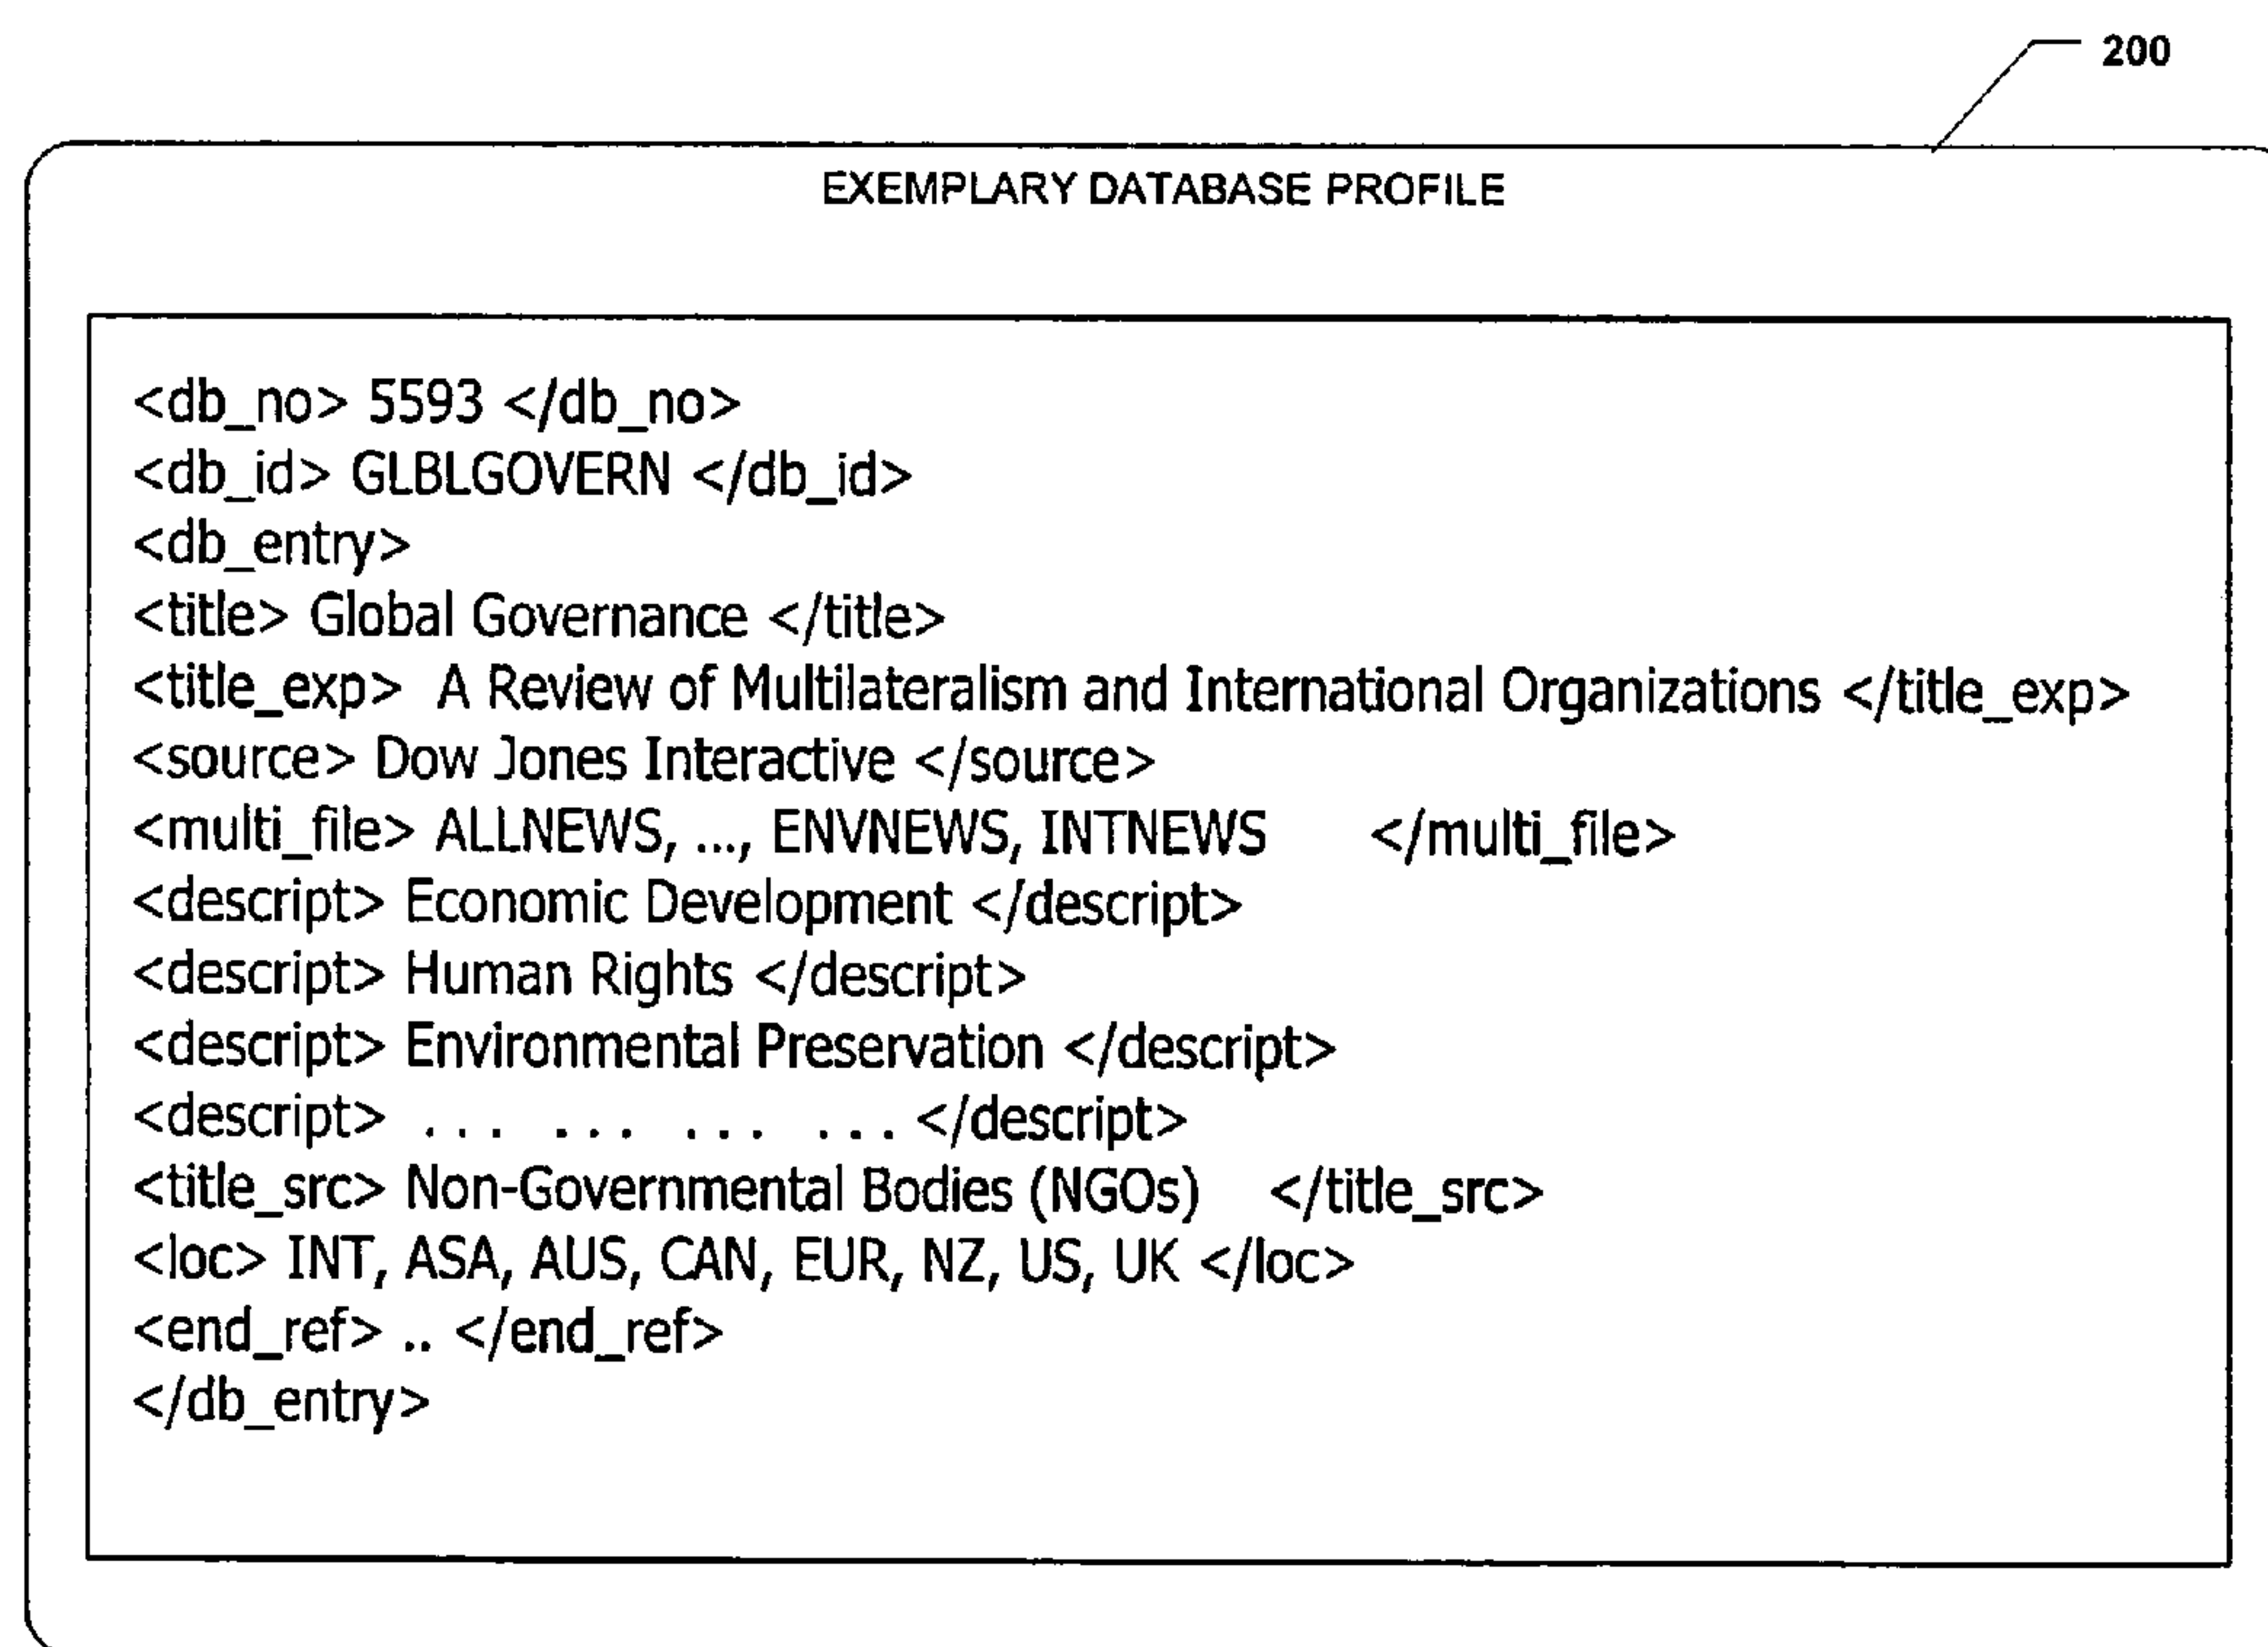 200
EXEMPLARY DATABASE PROFILE
<db_no> 5593 </db_no>
<db_id> GLBLGOVERN </db_id>
<db_entry>
<title> Global Governance </title>
<title_exp> A Review of Multilateralism and International Organizations </title_exp>
<source> Dow Jones Interactive </source>
<multi_file> ALLNEWS, ..., ENVNEWS, INTNEWS </multi_file>
<descript> Economic Development </descript>
<descript> Human Rights </descript>
<descript> Environmental Preservation </descript>
<descript> ... ... ... ... </descript>
<title_src> Non-Governmental Bodies (NGOs) </title_src>
<loc> INT, ASA, AUS, CAN, EUR, NZ, US, UK </loc>
<end_ref> .. </end_ref>
</db_entry>